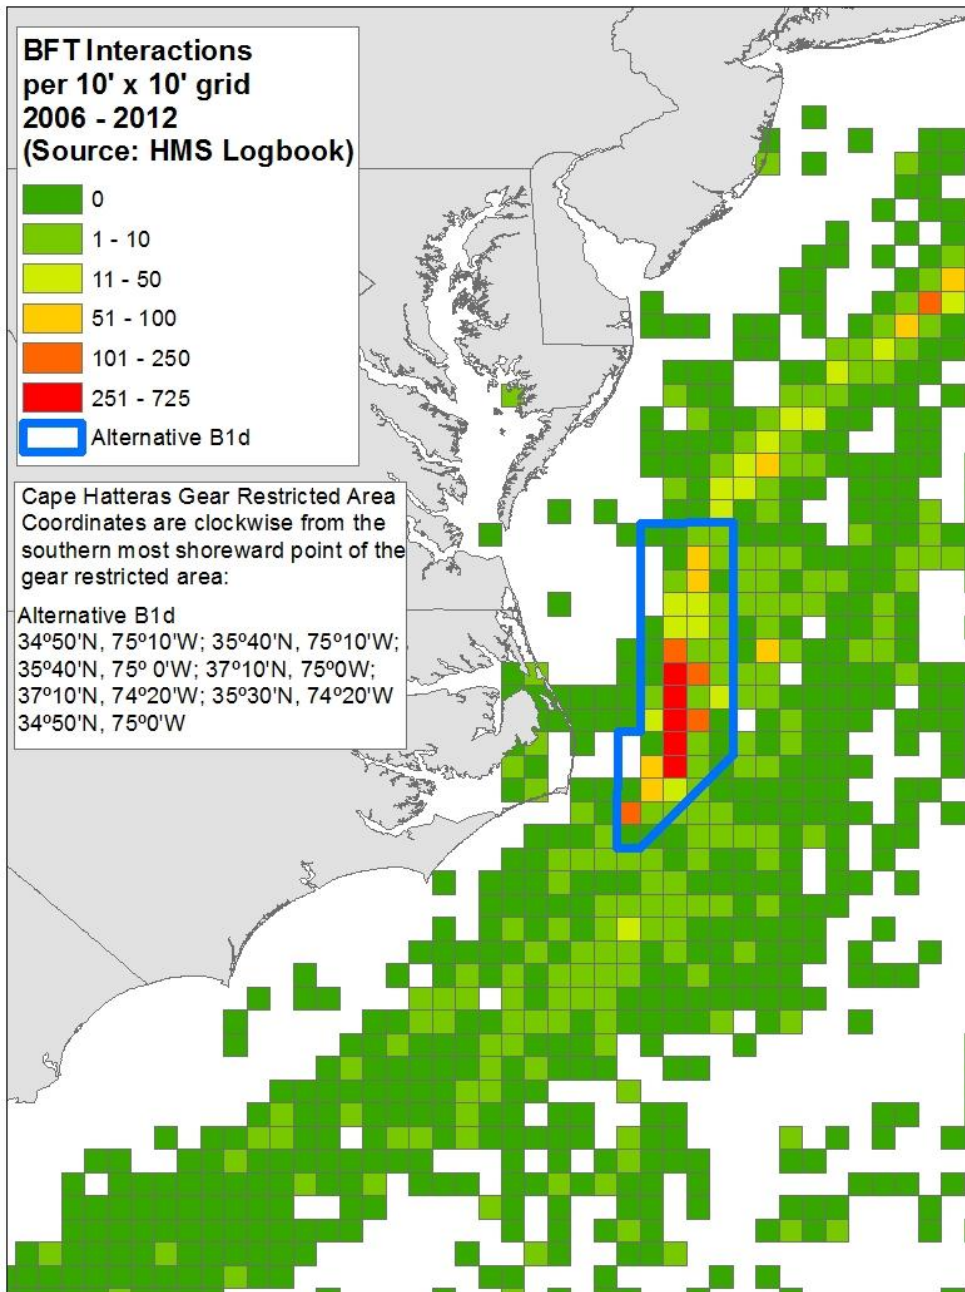 BFT Interactions
per 10' x 10' grid
2006 - 2012
(Source: HMS Logbook)
0
1 - 10
11 - 50
51 - 100
101 - 250
251 - 725
Alternative B1d
Cape Hatteras Gear Restricted Area
Coordinates are clockwise from the
southern most shoreward point of the
gear restricted area:
Alternative B1d
34º50'N, 75º10'W; 35º40'N, 75º10'W;
35º40'N, 75º 0'W; 37º10'N, 75º0W;
37º10'N, 74º20'W; 35º30'N, 74º20'W
34º50'N, 75º0'W